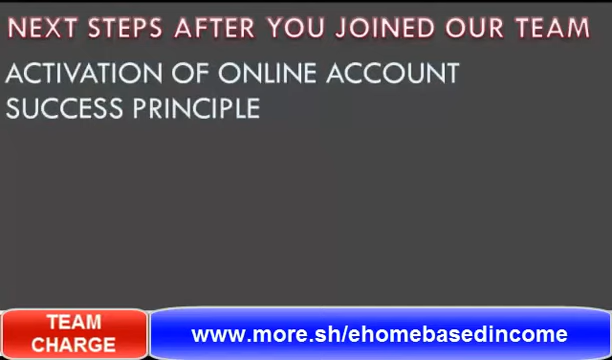 NEXT STEPS AFTER YOU JOINED OUR TEAM
ACTIVATION OF ONLINE ACCOUNT
SUCCESS PRINCIPLE
TEAM
CHARGE
www.more.sh/ehomebasedincome